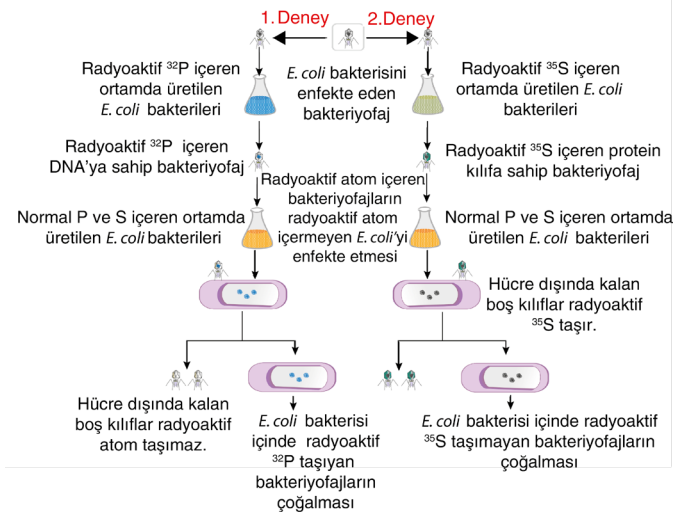 1. Deney
2.Deney
Radyoaktif ³²P içeren
ortamda üretilen
E. coli bakterileri
E. coli bakterisini
enfekte eden
bakteriyofaj
Radyoaktif ³⁵S içeren
ortamda üretilen E. coli
bakterileri
Radyoaktif ³²P içeren
DNA'ya sahip bakteriyofaj
Radyoaktif ³⁵S içeren protein
kılıfa sahip bakteriyofaj
Radyoaktif atom içeren
bakteriyofajların
radyoaktif atom
içermeyen E. coli'yi
enfekte etmesi
Normal P ve S içeren ortamda
üretilen E. coli bakterileri
Normal P ve S içeren ortamda
üretilen E. coli bakterileri
Hücre dışında kalan
boş kılıflar radyoaktif
³⁵S taşır.
Hücre dışında kalan
boş kılıflar radyoaktif
atom taşımaz.
E. coli bakterisi
içinde radyoaktif
³²P taşıyan
bakteriyofajların
çoğalması
E. coli bakterisi içinde radyoaktif
³⁵S taşımayan bakteriyofajların
çoğalması